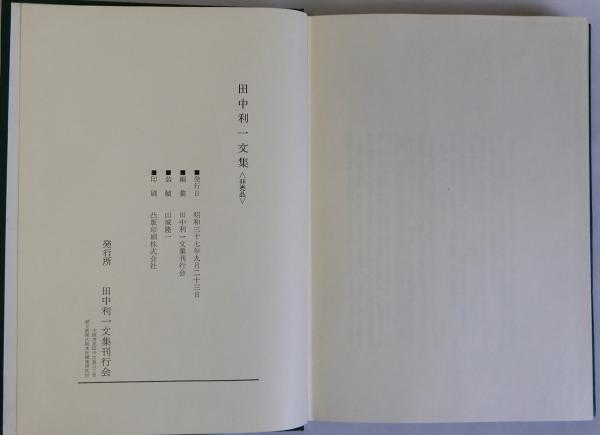 田中利一文集〈非売品〉
■発行日 昭和三十七年九月二十三日
■編集 田中利一文集刊行会
■装幀 山城隆一
■印刷 凸版印刷株式会社
発行所 田中利一文集刊行会